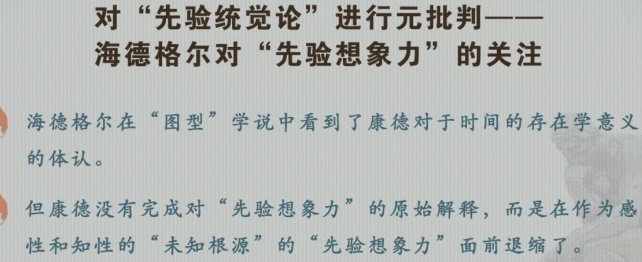 对“先验统觉论”进行元批判——
海德格尔对“先验想象力”的关注
海德格尔在“图型”学说中看到了康德对于时间的存在学意义
的体认。
但康德没有完成对“先验想象力”的原始解释，而是在作为感
性和知性的“未知根源”的“先验想象力”面前退缩了。